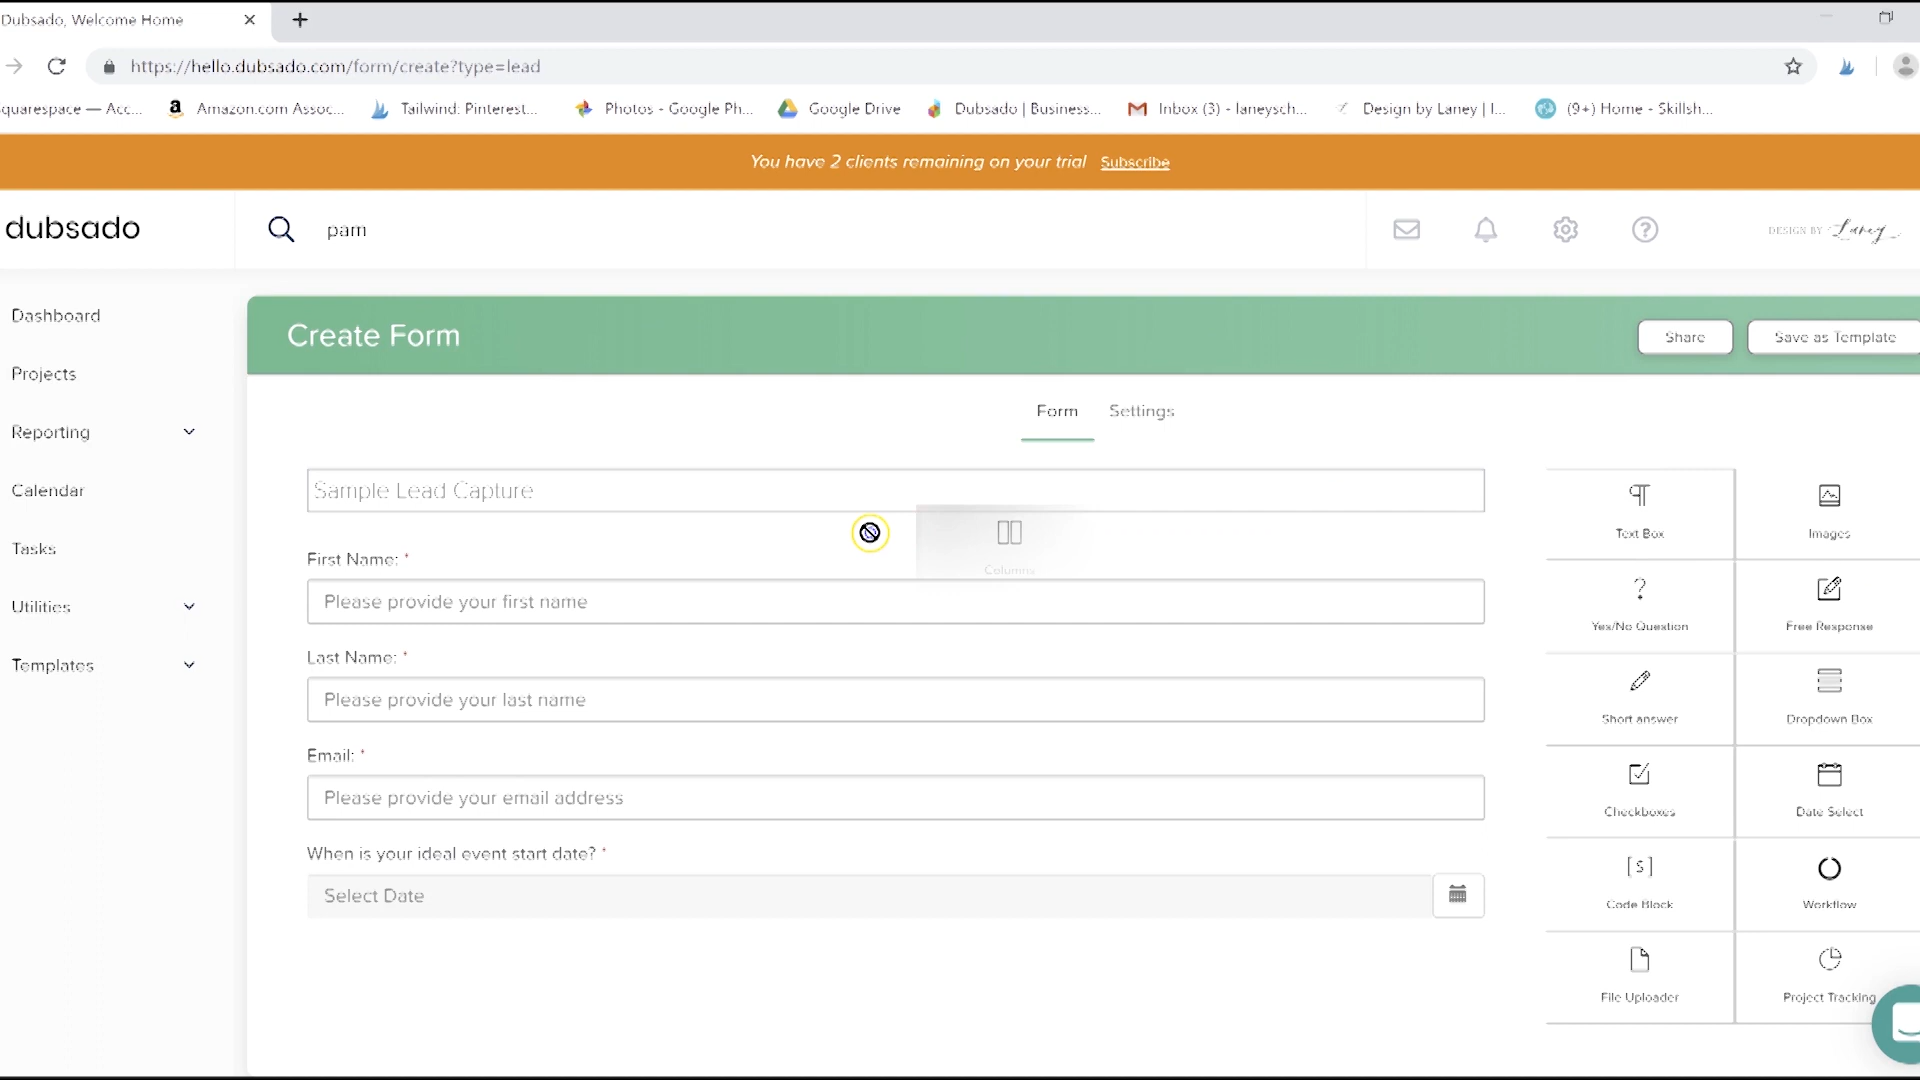 Dubsado, Welcome Home
https://hello.dubsado.com/form/create?type=lead
quarespace — Acc...
Amazon.com Assoc...
Tailwind: Pinterest...
Photos - Google Ph...
Google Drive
Dubsado | Business...
Inbox (3) - laneysch...
Design by Laney | I...
(9+) Home - Skillsh...
You have 2 clients remaining on your trial Subscribe
dubsado
pam
DESIGN BY Laney
Dashboard
Projects
Reporting
Calendar
Tasks
Utilities
Templates
Create Form
Share
Save as Template
Form
Settings
Sample Lead Capture
Columns
First Name: *
Please provide your first name
Last Name: *
Please provide your last name
Email: *
Please provide your email address
When is your ideal event start date? *
Select Date
Text Box
Images
Yes/No Question
Free Response
Short answer
Dropdown Box
Checkboxes
Date Select
[S]
Code Block
Workflow
File Uploader
Project Tracking